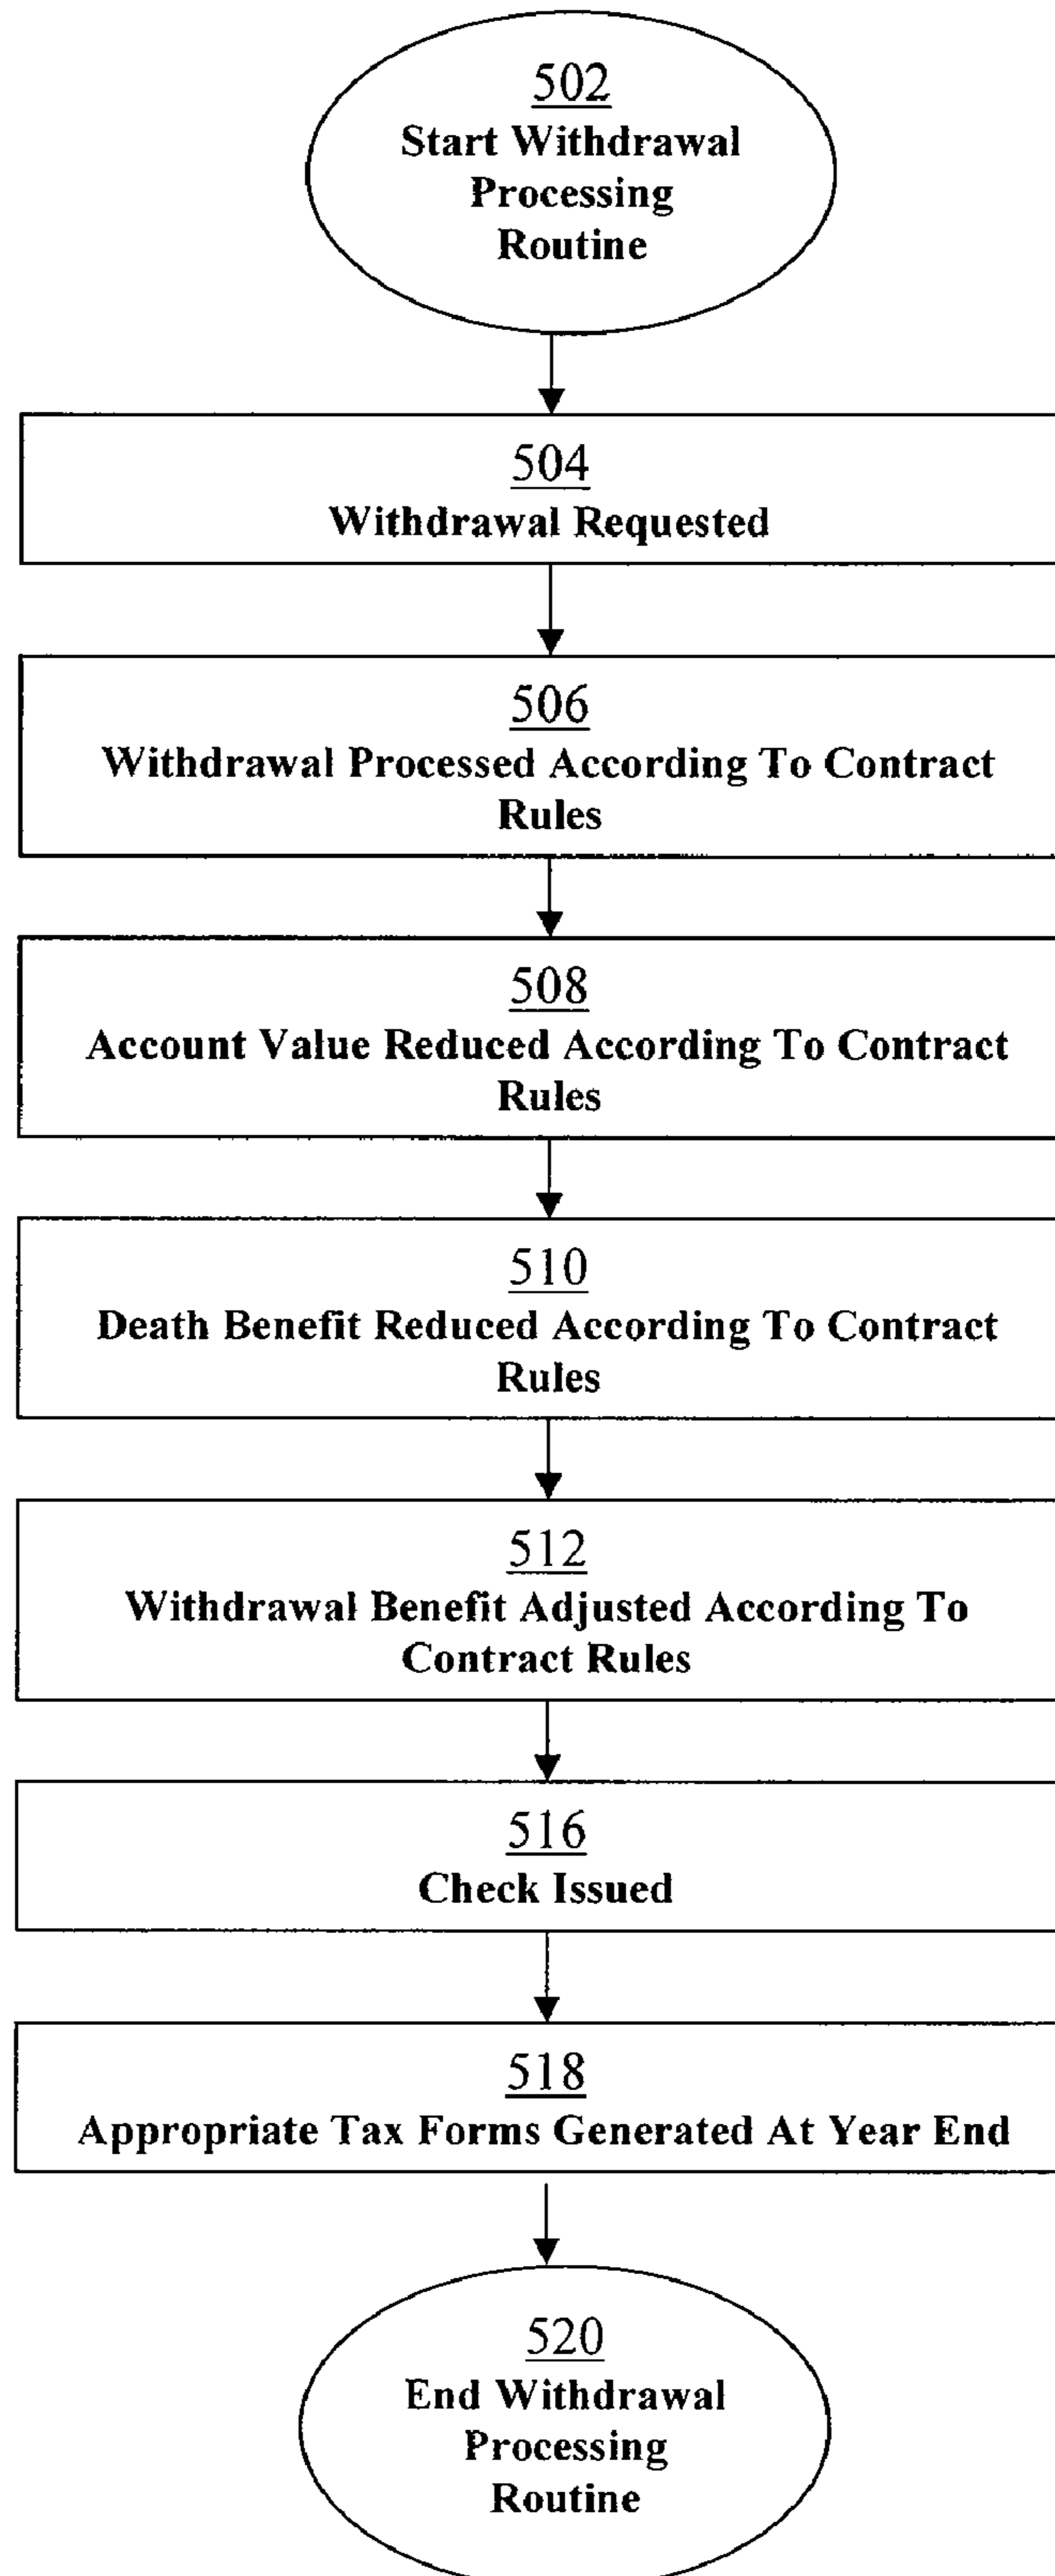 502
Start Withdrawal
Processing
Routine
504
Withdrawal Requested
506
Withdrawal Processed According To Contract
Rules
508
Account Value Reduced According To Contract
Rules
510
Death Benefit Reduced According To Contract
Rules
512
Withdrawal Benefit Adjusted According To
Contract Rules
516
Check Issued
518
Appropriate Tax Forms Generated At Year End
520
End Withdrawal
Processing
Routine